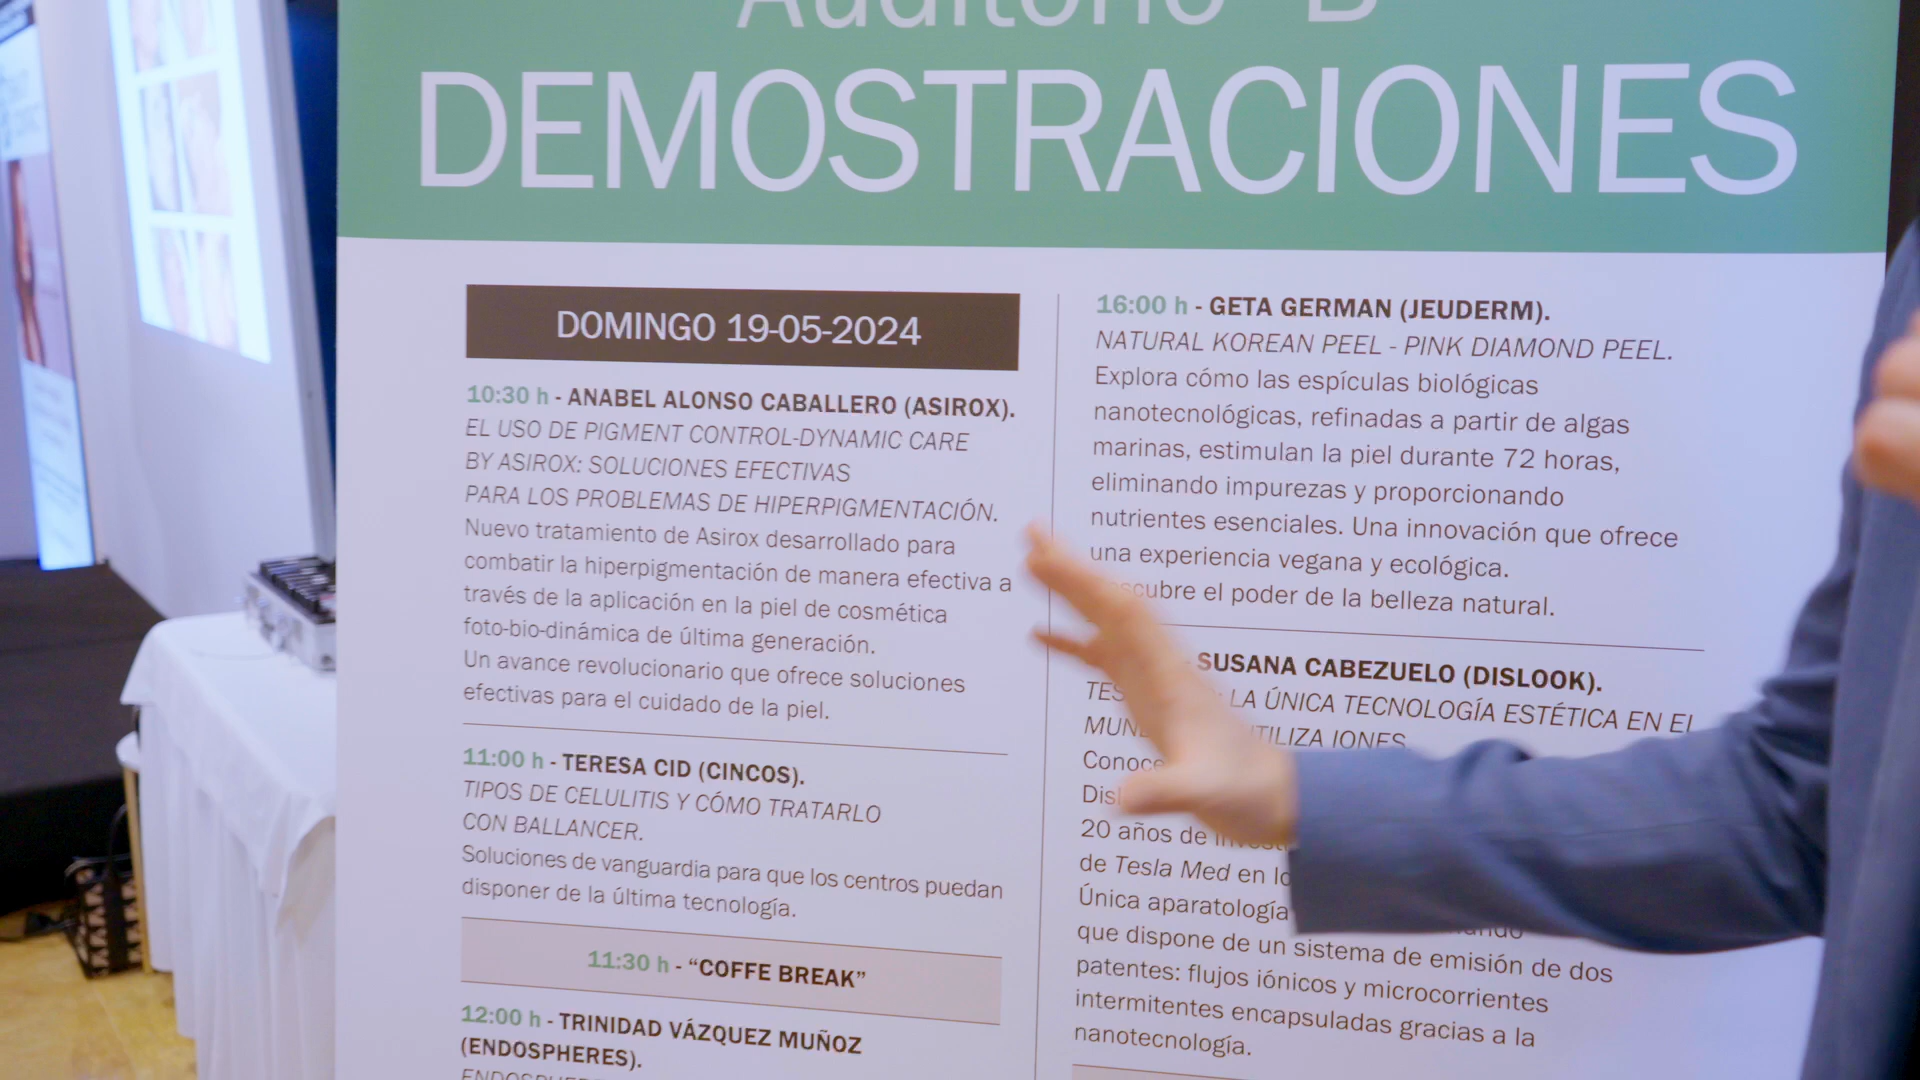 Auditorio B
DEMOSTRACIONES
DOMINGO 19-05-2024
10:30 h - ANABEL ALONSO CABALLERO (ASIROX).
EL USO DE PIGMENT CONTROL-DYNAMIC CARE
BY ASIROX: SOLUCIONES EFECTIVAS
PARA LOS PROBLEMAS DE HIPERPIGMENTACIÓN.
Nuevo tratamiento de Asirox desarrollado para
combatir la hiperpigmentación de manera efectiva a
través de la aplicación en la piel de cosmética
foto-bio-dinámica de última generación.
Un avance revolucionario que ofrece soluciones
efectivas para el cuidado de la piel.
11:00 h - TERESA CID (CINCOS).
TIPOS DE CELULITIS Y CÓMO TRATARLO
CON BALLANCER.
Soluciones de vanguardia para que los centros puedan
disponer de la última tecnología.
11:30 h - “COFFE BREAK”
12:00 h - TRINIDAD VÁZQUEZ MUÑOZ
(ENDOSPHERES).
16:00 h - GETA GERMAN (JEUDERM).
NATURAL KOREAN PEEL - PINK DIAMOND PEEL.
Explora cómo las espículas biológicas
nanotecnológicas, refinadas a partir de algas
marinas, estimulan la piel durante 72 horas,
eliminando impurezas y proporcionando
nutrientes esenciales. Una innovación que ofrece
una experiencia vegana y ecológica.
el poder de la belleza natural.
- SUSANA CABEZUELO (DISLOOK).
LA ÚNICA TECNOLOGÍA ESTÉTICA EN EL
20 años de
de Tesla Med en
Única aparatología
que dispone de un sistema de emisión de dos
patentes: flujos iónicos y microcorrientes
intermitentes encapsuladas gracias a la
nanotecnología.